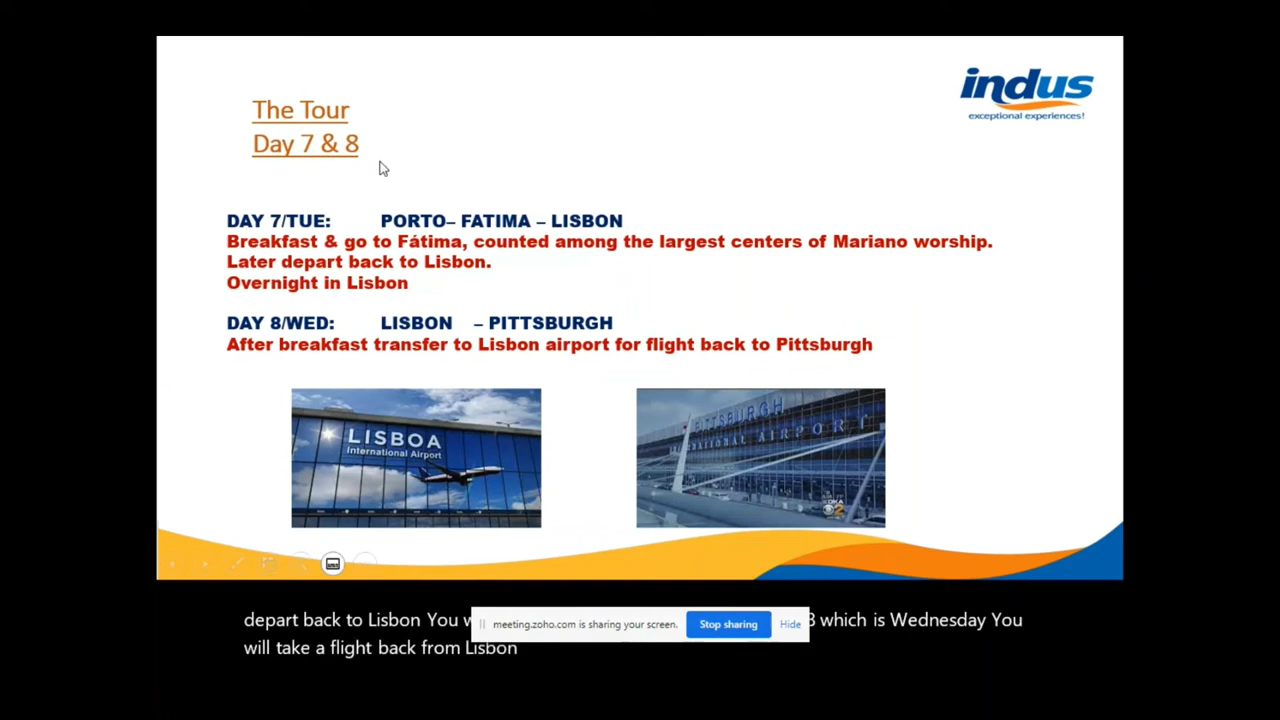 indus
exceptional experiences!
The Tour
Day 7 & 8
DAY 7/TUE: PORTO– FATIMA – LISBON
Breakfast & go to Fátima, counted among the largest centers of Mariano worship.
Later depart back to Lisbon.
Overnight in Lisbon
DAY 8/WED: LISBON – PITTSBURGH
After breakfast transfer to Lisbon airport for flight back to Pittsburgh
LISBOA
International Airport
PITTSBURGH
INTERNATIONAL AIRPORT
KDKA 2
depart back to Lisbon You
meeting.zoho.com is sharing your screen.
Stop sharing
Hide
which is Wednesday You
will take a flight back from Lisbon